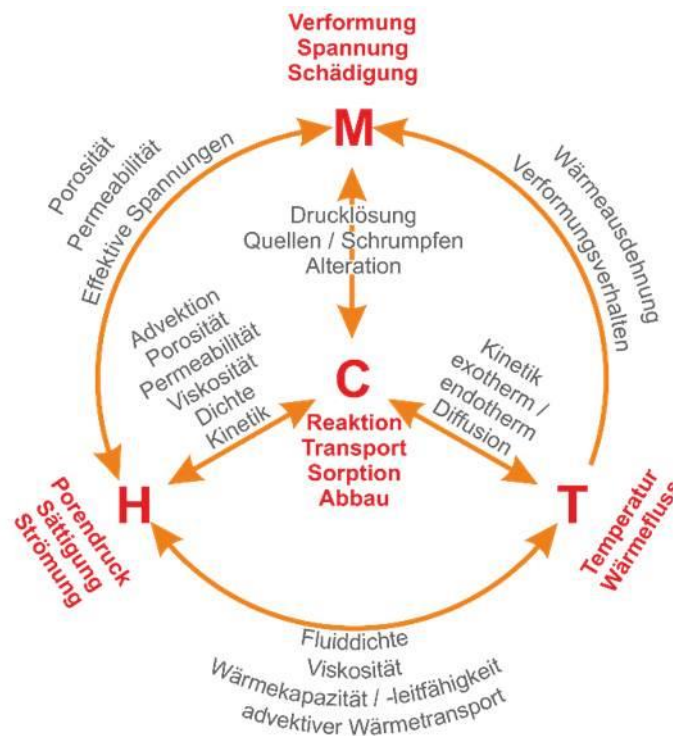 Verformung
Spannung
Schädigung
M
Porosität
Permeabilität
Effektive Spannungen
Wärmeausdehnung
Verformungsverhalten
Drucklösung
Quellen / Schrumpfen
Alteration
Advektion
Porosität
Permeabilität
Viskosität
Dichte
Kinetik
C
Reaktion
Transport
Sorption
Abbau
Kinetik
exotherm /
endotherm
Diffusion
H
Porendruck
Sättigung
Strömung
T
Temperatur
Wärmefluss
Fluiddichte
Viskosität
Wärmekapazität / -leitfähigkeit
advektiver Wärmetransport